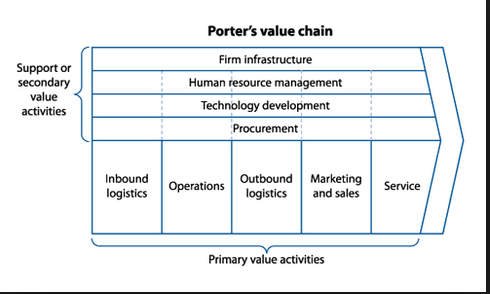 Porter's value chain
Support or
secondary
value
activities
Firm infrastructure
Human resource management
Technology development
Procurement
Inbound
logistics
Operations
Outbound
logistics
Marketing
and sales
Service
Primary value activities